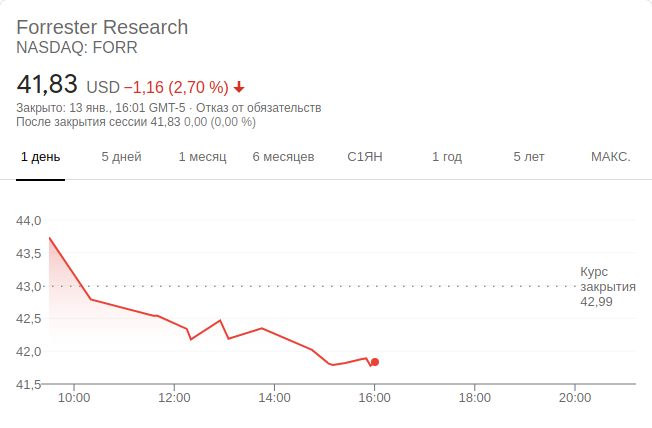 Forrester Research
NASDAQ: FORR
41,83 USD −1,16 (2,70 %)
Закрыто: 13 янв., 16:01 GMT-5 · Отказ от обязательств
После закрытия сессии 41,83 0,00 (0,00 %)
1 день 5 дней 1 месяц 6 месяцев С1ЯН 1 год 5 лет МАКС.
44,0
43,5
Курс
43,0 закрытия
42,99
42,5
42,0
41,5
10:00 12:00 14:00 16:00 18:00 20:00